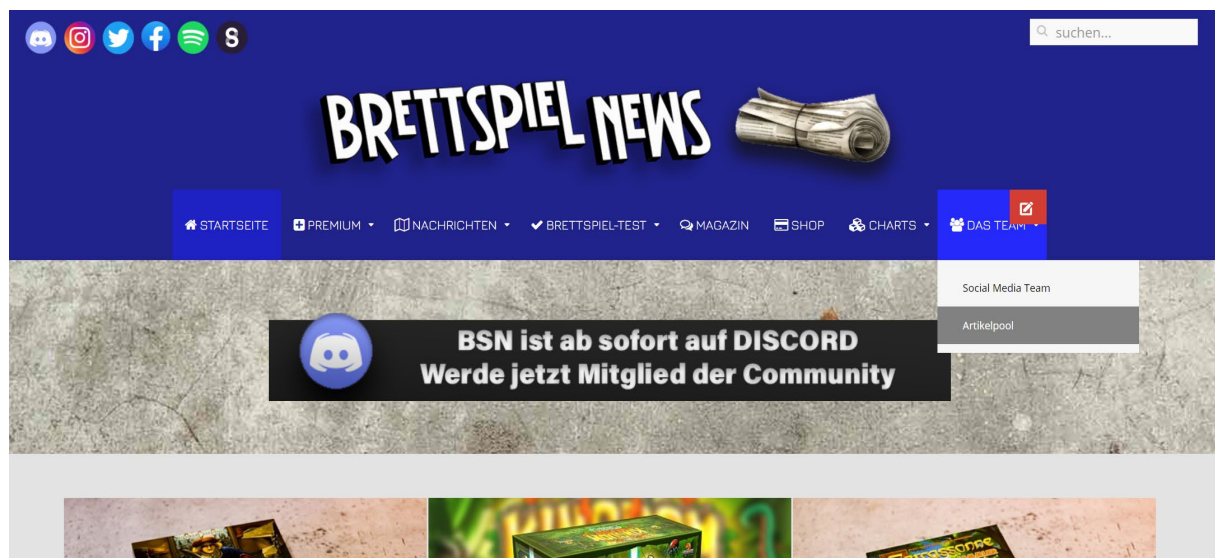 S
suchen...
BRETTSPIEL NEWS
STARTSEITE PREMIUM NACHRICHTEN BRETTSPIEL-TEST MAGAZIN SHOP CHARTS DAS TEAM
Social Media Team
Artikelpool
BSN ist ab sofort auf DISCORD
Werde jetzt Mitglied der Community